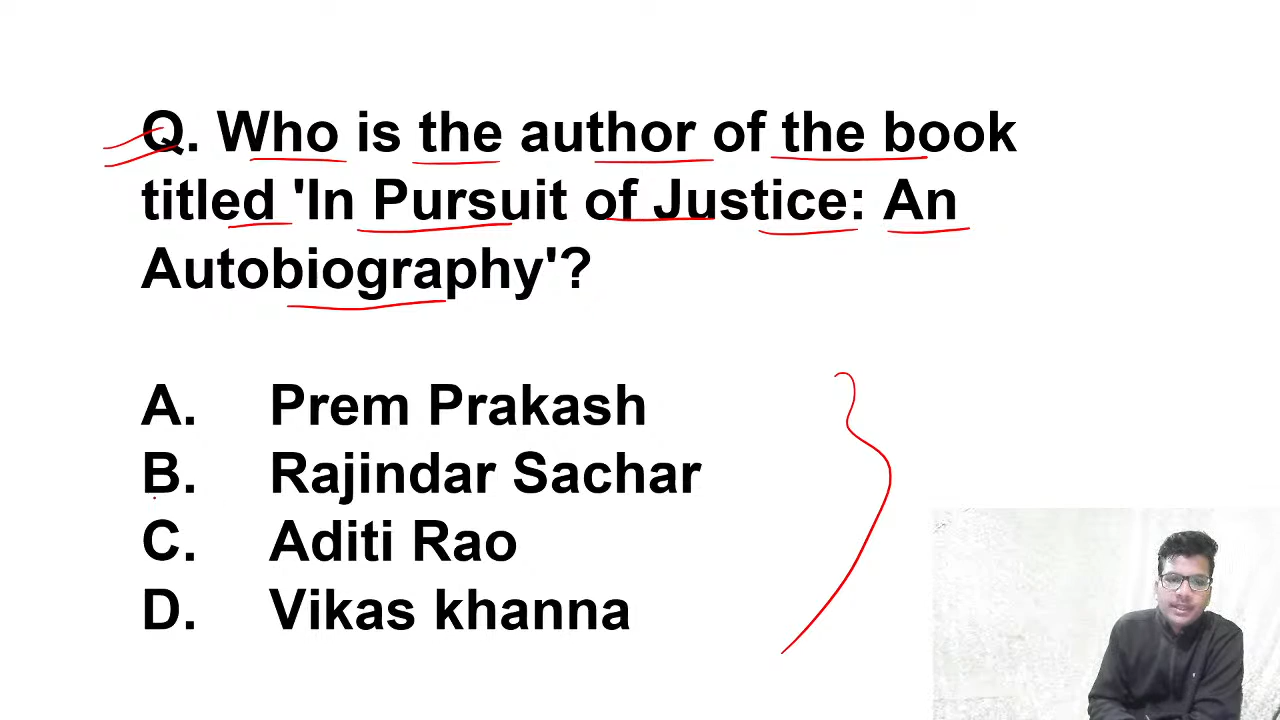 Q. Who is the author of the book
titled 'In Pursuit of Justice: An
Autobiography'?
A. Prem Prakash
B. Rajindar Sachar
C. Aditi Rao
D. Vikas khanna